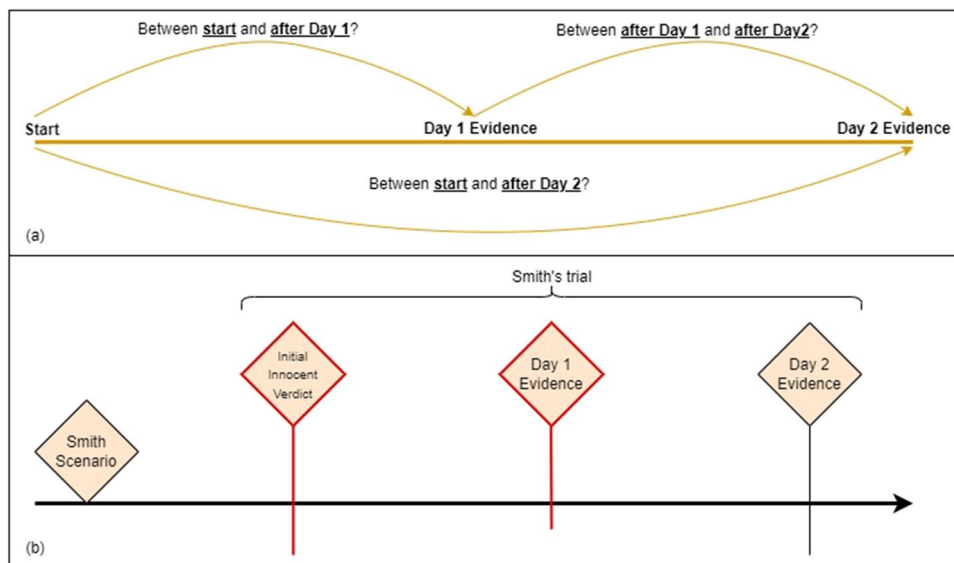 Between start and after Day 1?
Between after Day 1 and after Day2?
Start
Day 1 Evidence
Day 2 Evidence
Between start and after Day 2?
(a)
Smith's trial
Initial
Innocent
Verdict
Day 1
Evidence
Day 2
Evidence
Smith
Scenario
(b)